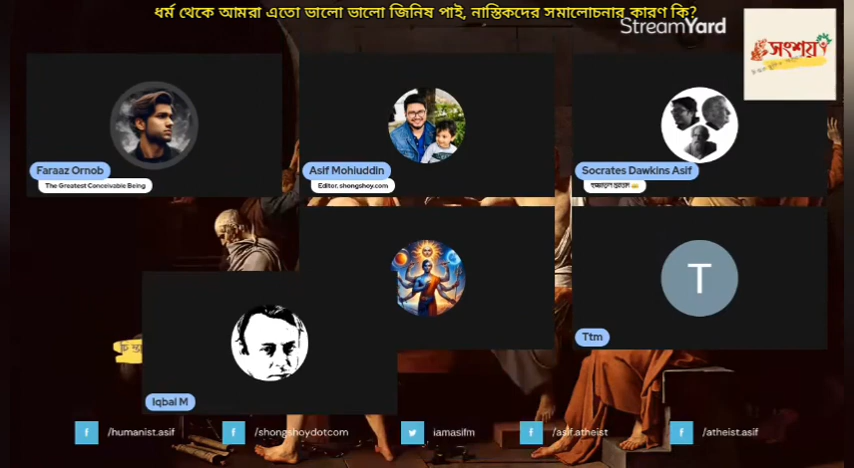 ধর্ম থেকে আমরা এতো ভালো ভালো জিনিষ পাই, নাস্তিকদের সমালোচনার কারণ কি?
StreamYard
সংশয়
Faraaz Ornob
The Greatest Conceivable Being
Asif Mohiuddin
Editor, shongshoy.com
Socrates Dawkins Asif
T
Ttm
Iqbal M
/humanist.asif
/shongshoydotcom
iamasifm
/asif.atheist
/atheist.asif